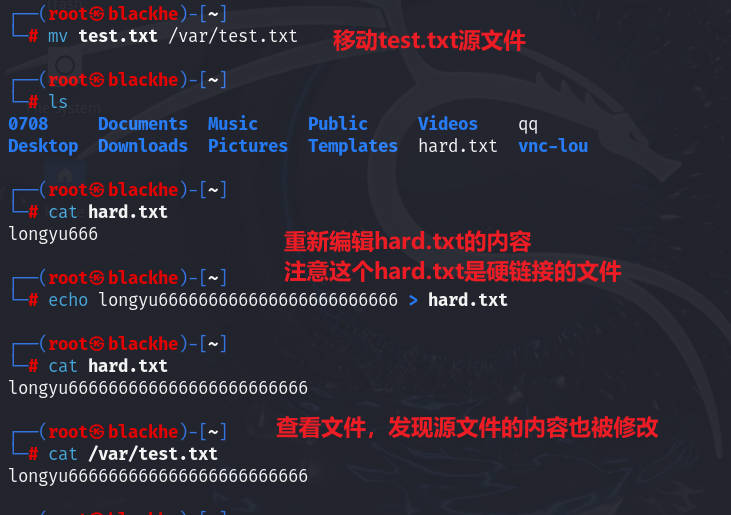 ┌──(root㉿blackhe)-[~]
└─# mv test.txt /var/test.txt
移动test.txt源文件
┌──(root㉿blackhe)-[~]
└─# ls
0708 Documents Music Public Videos qq
Desktop Downloads Pictures Templates hard.txt vnc-lou
┌──(root㉿blackhe)-[~]
└─# cat hard.txt
longyu666
重新编辑hard.txt的内容
注意这个hard.txt是硬链接的文件
┌──(root㉿blackhe)-[~]
└─# echo longyu666666666666666666666666 > hard.txt
┌──(root㉿blackhe)-[~]
└─# cat hard.txt
longyu666666666666666666666666
┌──(root㉿blackhe)-[~]
查看文件，发现源文件的内容也被修改
└─# cat /var/test.txt
longyu666666666666666666666666